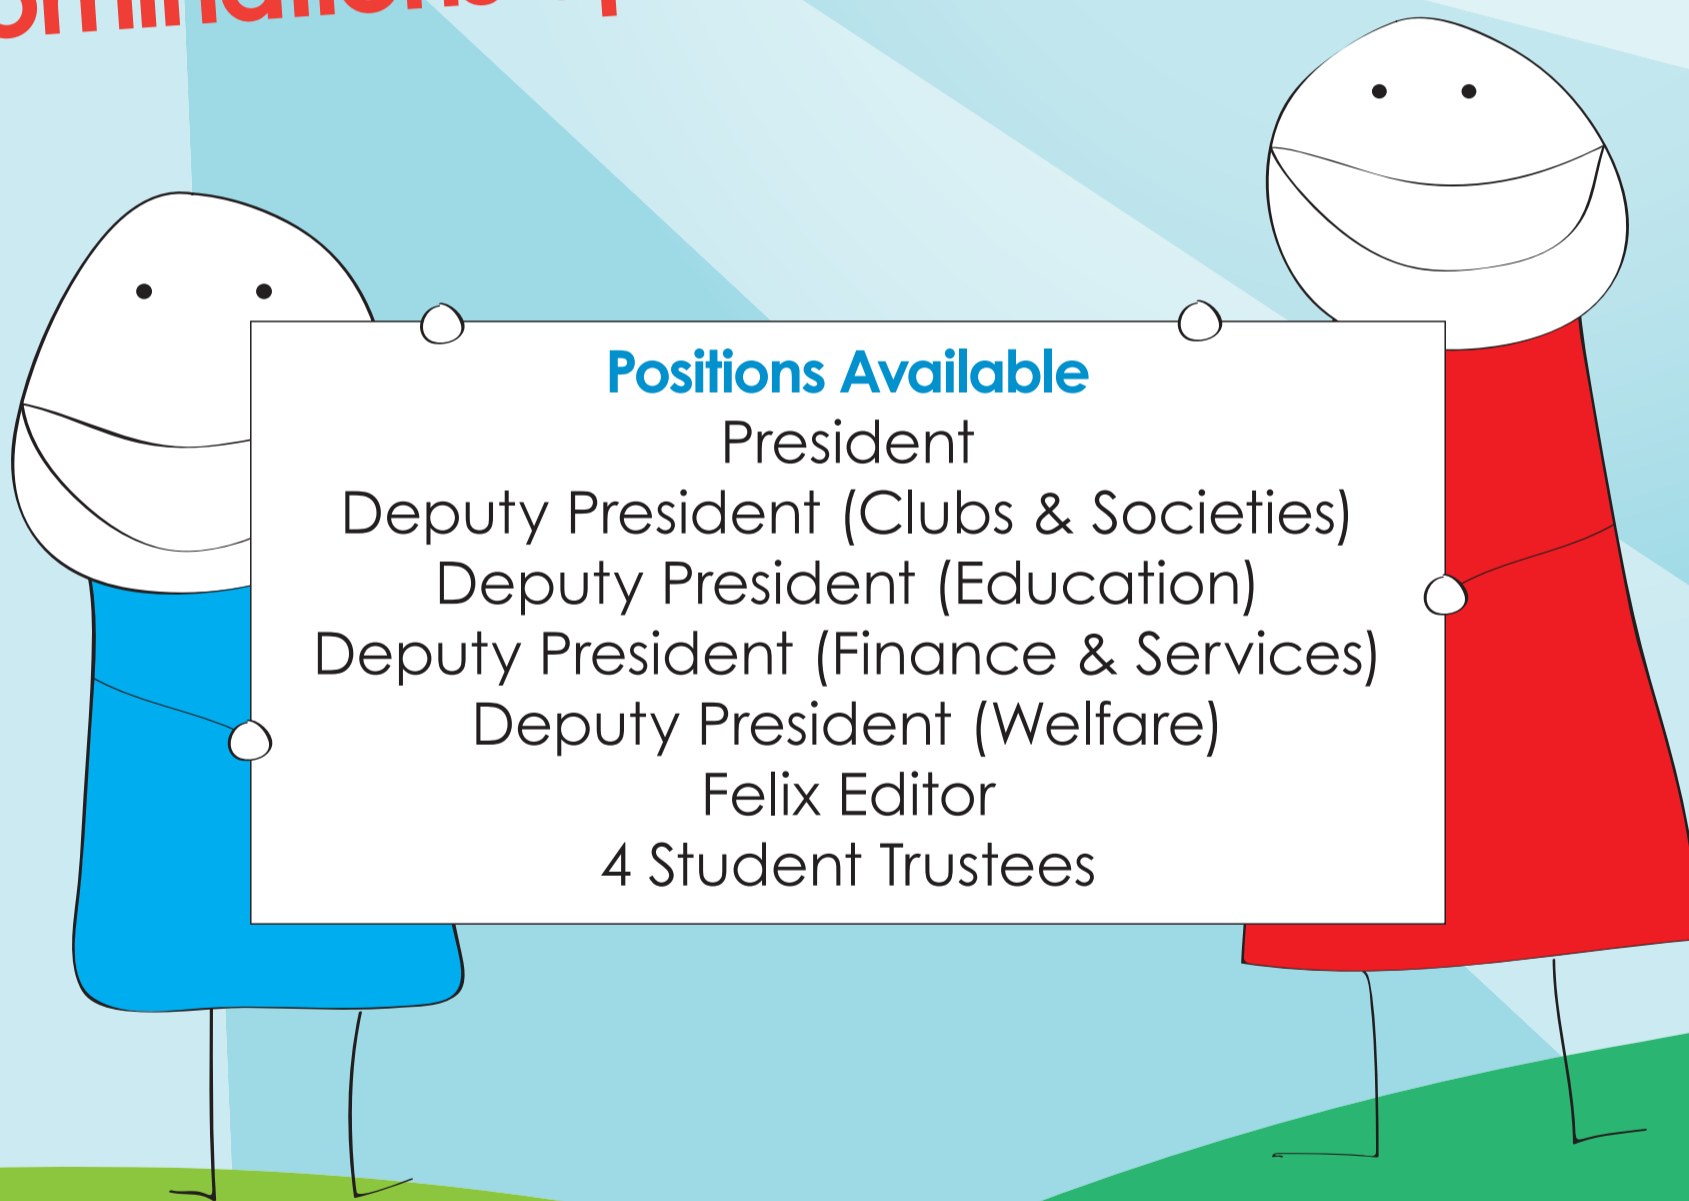 Positions Available
President
Deputy President (Clubs & Societies)
Deputy President (Education)
Deputy President (Finance & Services)
Deputy President (Welfare)
Felix Editor
4 Student Trustees